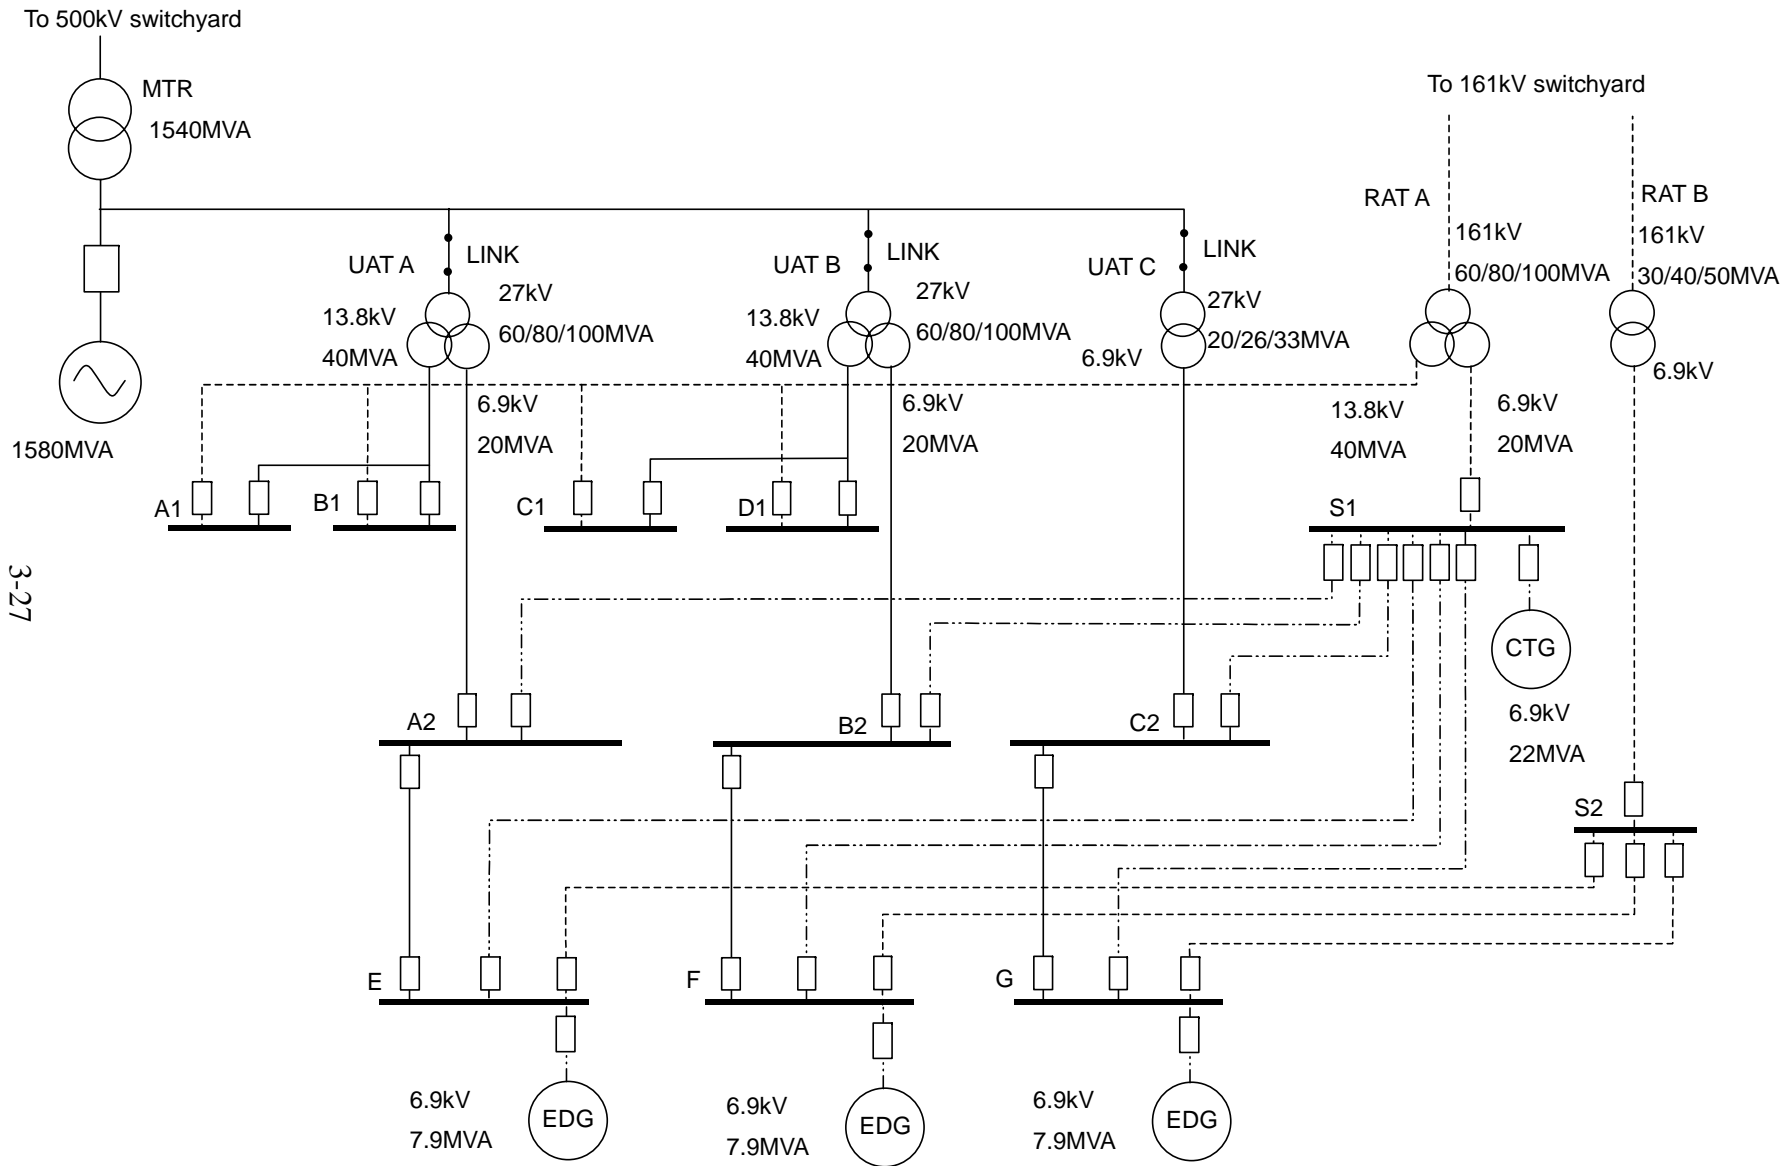 To 500kV switchyard
MTR
1540MVA
To 161kV switchyard
RAT A
RAT B
161kV
60/80/100MVA
161kV
30/40/50MVA
UAT A
LINK
27kV
60/80/100MVA
13.8kV
40MVA
UAT B
LINK
27kV
60/80/100MVA
13.8kV
40MVA
UAT C
LINK
27kV
20/26/33MVA
6.9kV
6.9kV
6.9kV
20MVA
6.9kV
20MVA
13.8kV
40MVA
6.9kV
20MVA
1580MVA
A1
B1
C1
D1
S1
3-27
CTG
6.9kV
22MVA
A2
B2
C2
S2
E
F
G
6.9kV
7.9MVA
EDG
6.9kV
7.9MVA
EDG
6.9kV
7.9MVA
EDG